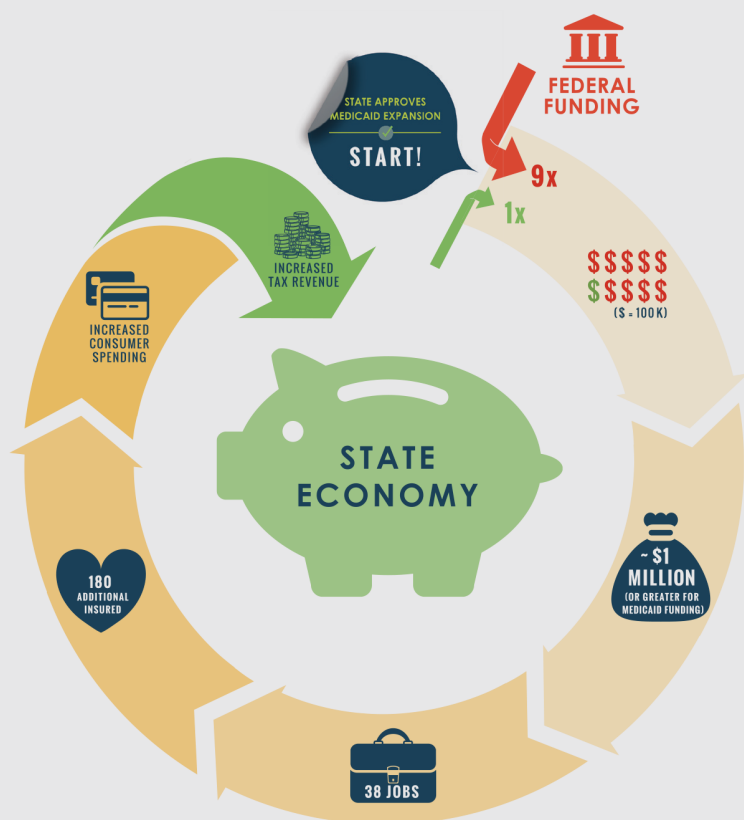 STATE APPROVES
MEDICAID EXPANSION
START!
FEDERAL
FUNDING
9x
1x
$$$$$
$$$$$
($ = 100K)
~ $1
MILLION
(OR GREATER FOR
MEDICAID FUNDING)
38 JOBS
180
ADDITIONAL
INSURED
INCREASED
CONSUMER
SPENDING
INCREASED
TAX REVENUE
STATE
ECONOMY